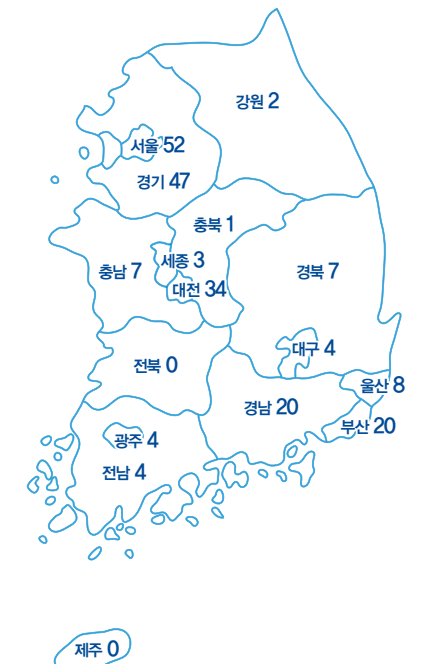 강원 2
서울 52
경기 47
충북 1
세종 3
충남 7
경북 7
대전 34
대구 4
전북 0
울산 8
경남 20
부산 20
광주 4
전남 4
제주 0